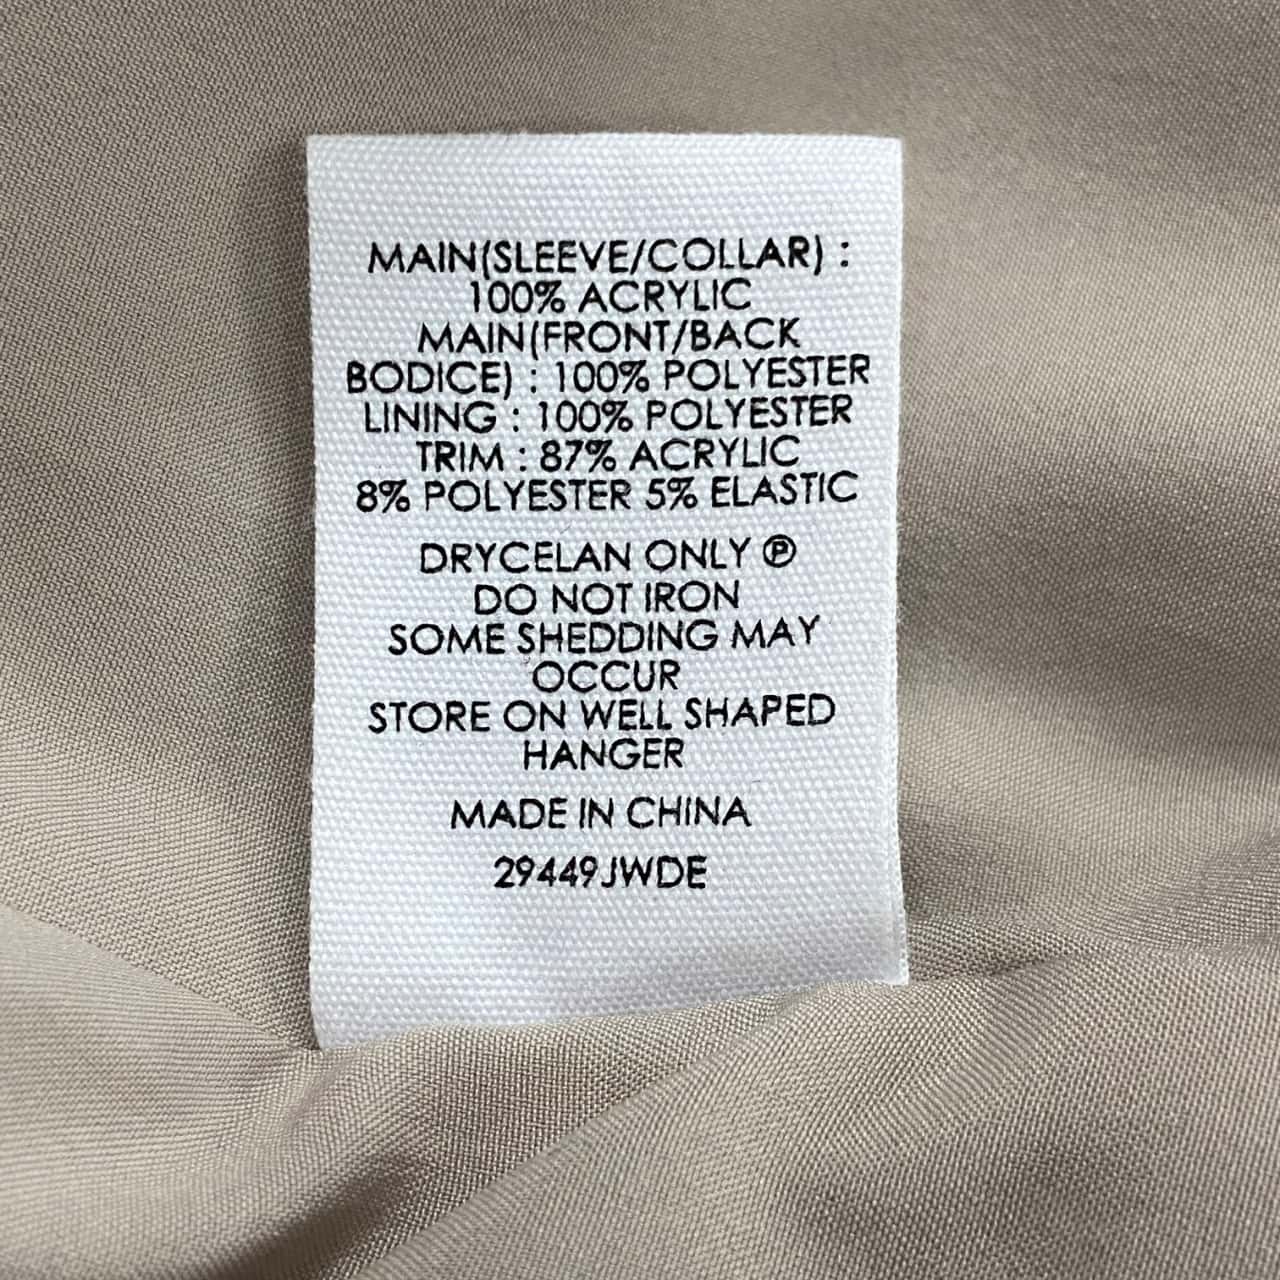 MAIN(SLEEVE/COLLAR) :
100% ACRYLIC
MAIN(FRONT/BACK
BODICE) : 100% POLYESTER
LINING : 100% POLYESTER
TRIM : 87% ACRYLIC
8% POLYESTER 5% ELASTIC
DRYCELAN ONLY Ⓟ
DO NOT IRON
SOME SHEDDING MAY
OCCUR
STORE ON WELL SHAPED
HANGER
MADE IN CHINA
29449JWDE